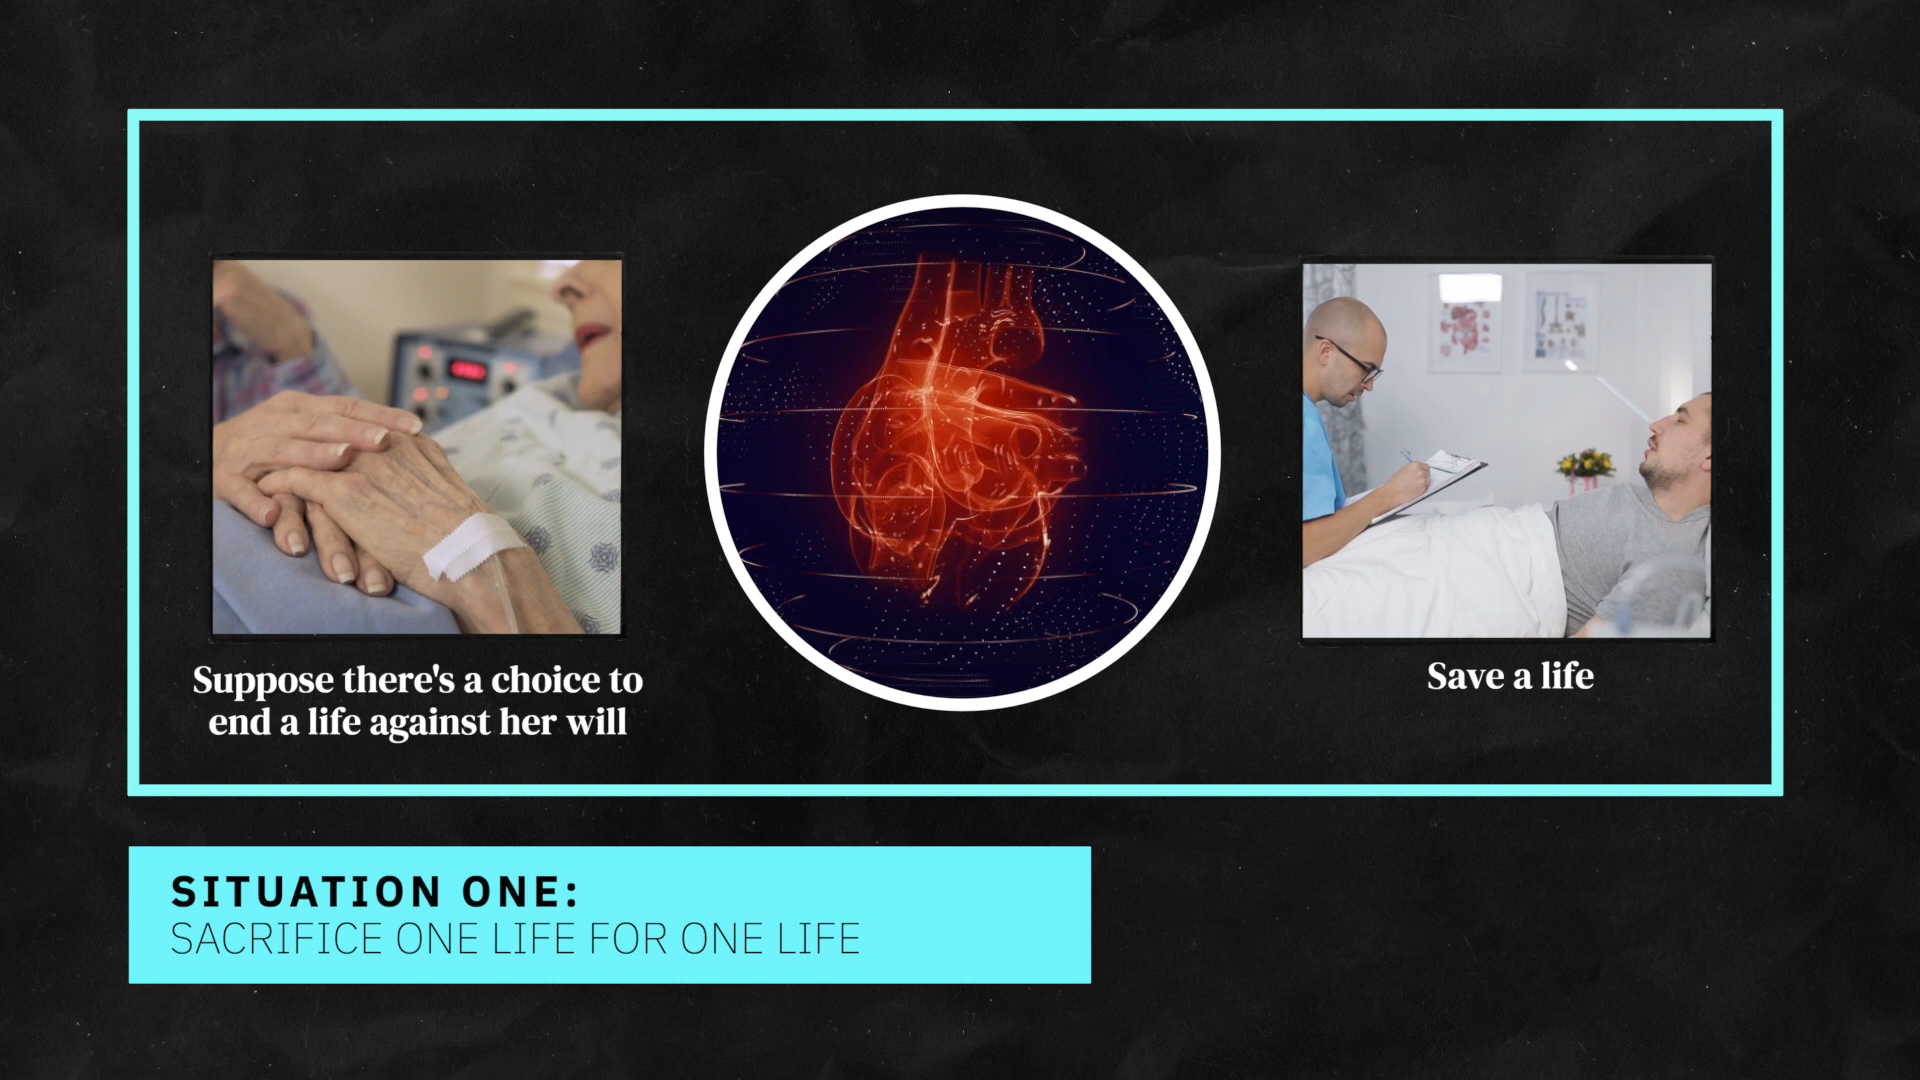 Suppose there's a choice to
end a life against her will
Save a life
SITUATION ONE:
SACRIFICE ONE LIFE FOR ONE LIFE